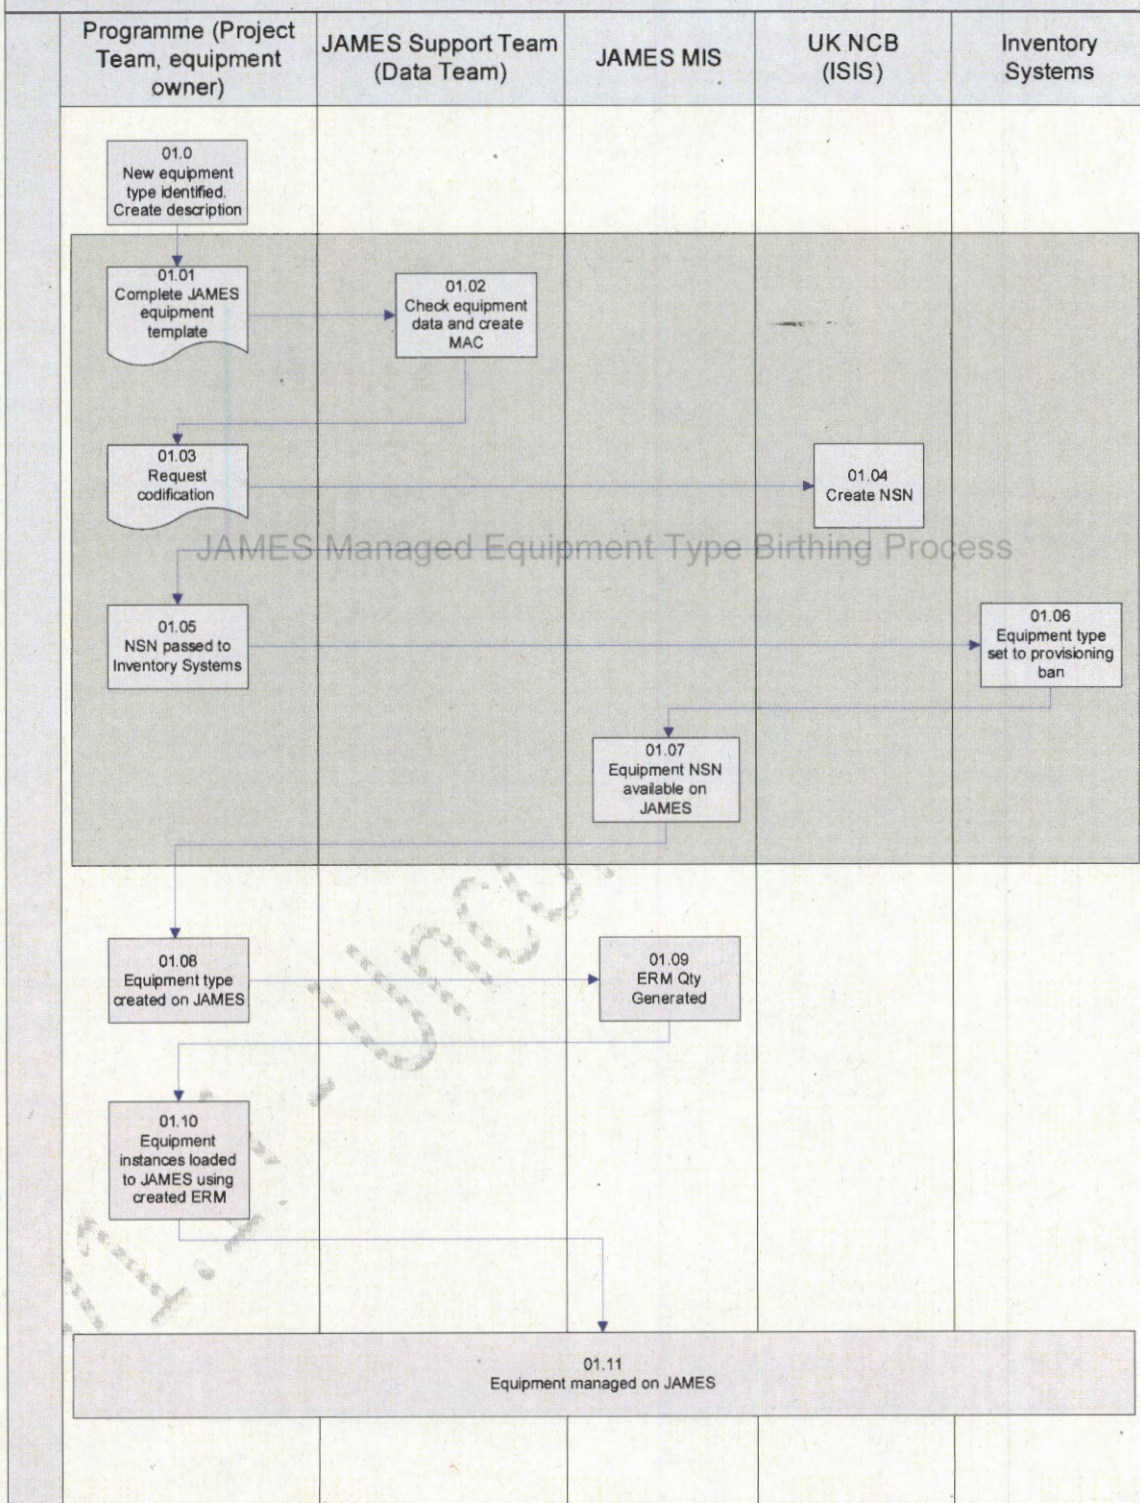 Programme (Project
Team, equipment
owner)
JAMES Support Team
(Data Team)
JAMES MIS
UK NCB
(ISIS)
Inventory
Systems
01.0
New equipment
type identified.
Create description
01.01
Complete JAMES
equipment
template
01.02
Check equipment
data and create
MAC
01.03
Request
codification
01.04
Create NSN
JAMES Managed Equipment Type Birthing Process
01.05
NSN passed to
Inventory Systems
01.06
Equipment type
set to provisioning
ban
01.07
Equipment NSN
available on
JAMES
01.08
Equipment type
created on JAMES
01.09
ERM Qty
Generated
01.10
Equipment
instances loaded
to JAMES using
created ERM
01.11
Equipment managed on JAMES